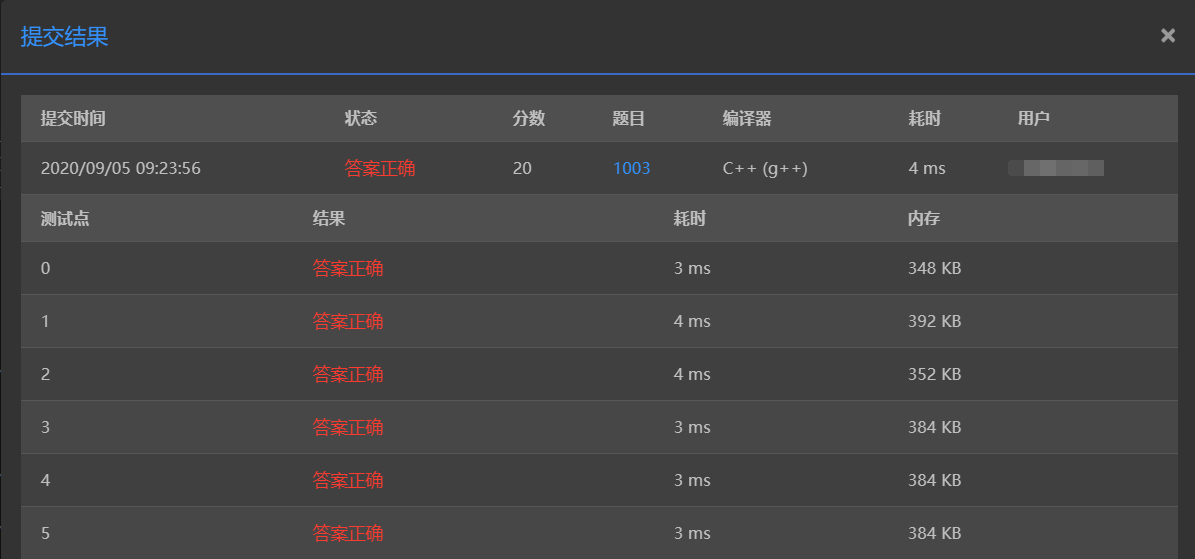 提交结果 ×
提交时间 状态 分数 题目 编译器 耗时 用户
2020/09/05 09:23:56 答案正确 20 1003 C++ (g++) 4 ms
测试点 结果 耗时 内存
0 答案正确 3 ms 348 KB
1 答案正确 4 ms 392 KB
2 答案正确 4 ms 352 KB
3 答案正确 3 ms 384 KB
4 答案正确 3 ms 384 KB
5 答案正确 3 ms 384 KB